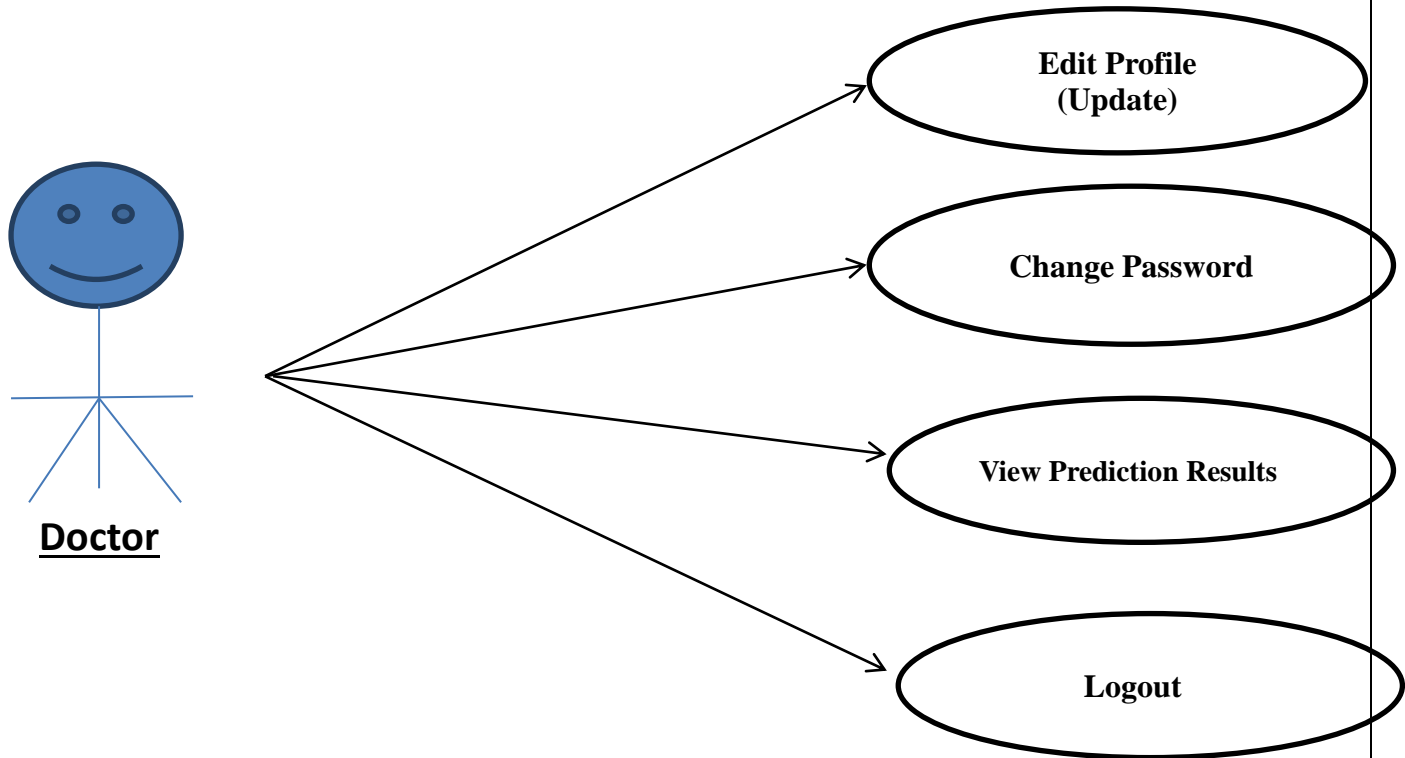 Edit Profile
(Update)
Change Password
View Prediction Results
Doctor
Logout